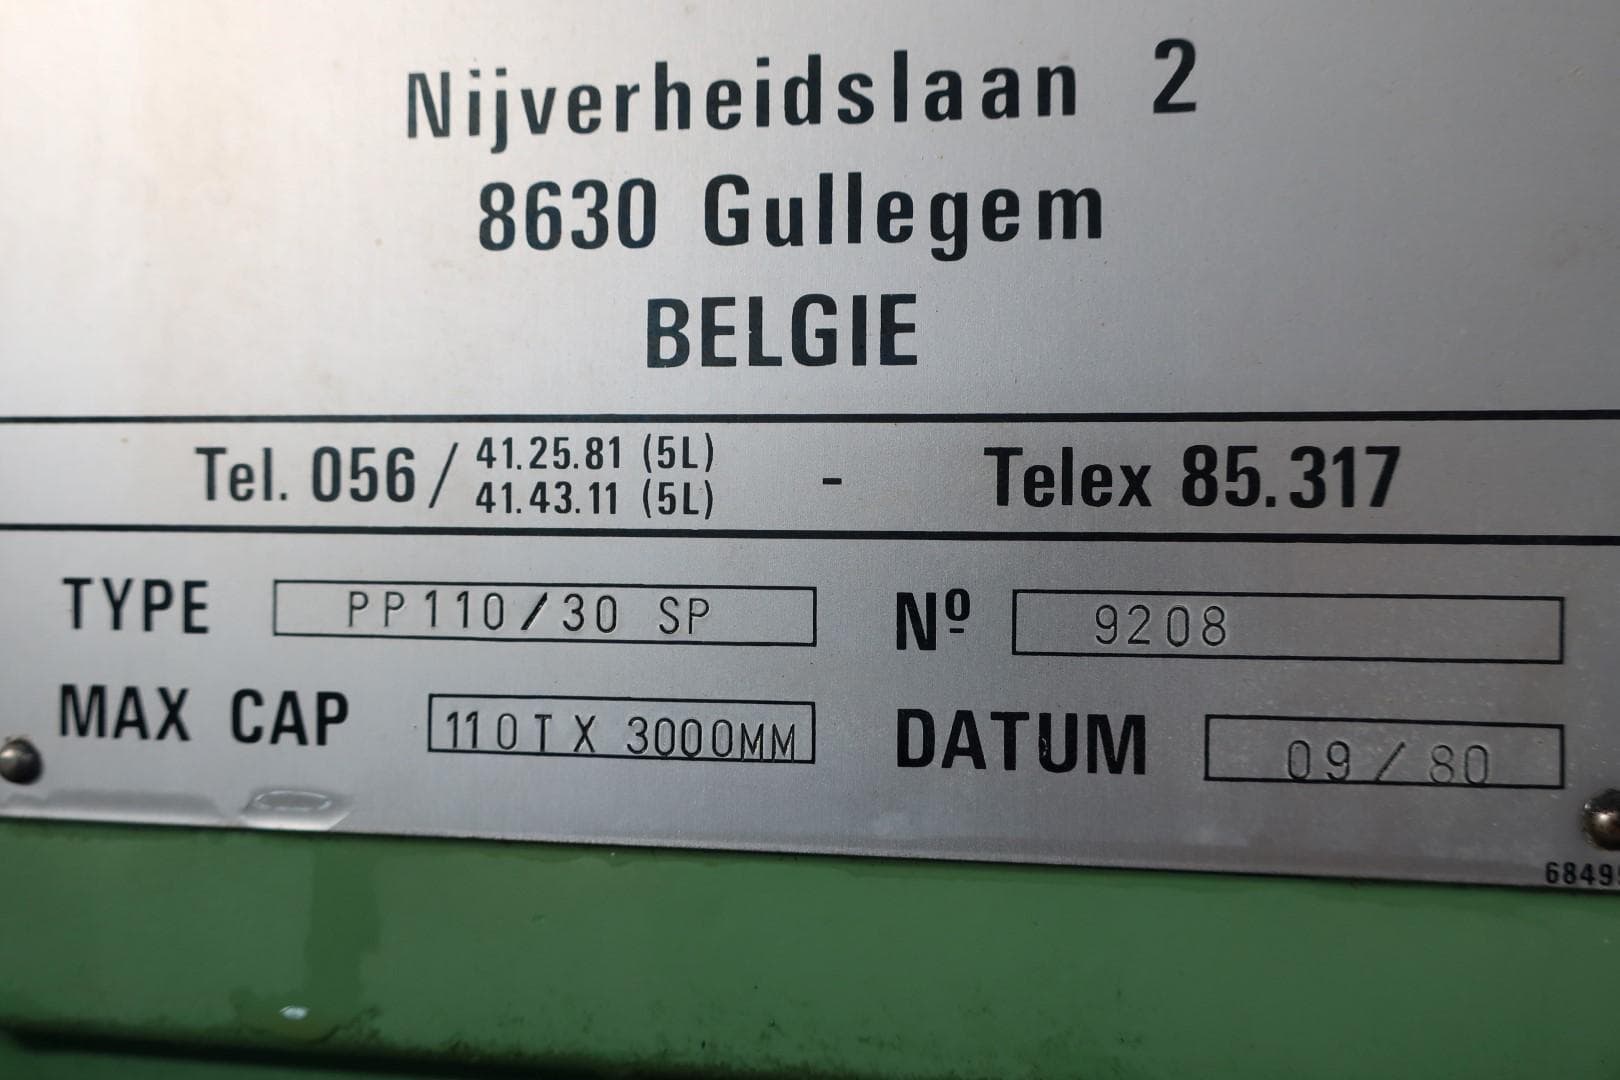 Nijverheidslaan 2
8630 Gullegem
BELGIE
Tel. 056/ 41.25.81 (5L) - Telex 85.317
41.43.11 (5L)
TYPE PP110/30 SP Nº 9208
MAX CAP 110T X 3000MM DATUM 09/80